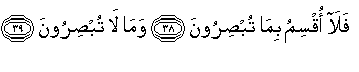 فَلَآ أُقْسِمُ بِمَا تُبْصِرُونَ ﴿٣٨﴾ وَمَا لَا تُبْصِرُونَ ﴿٣٩﴾